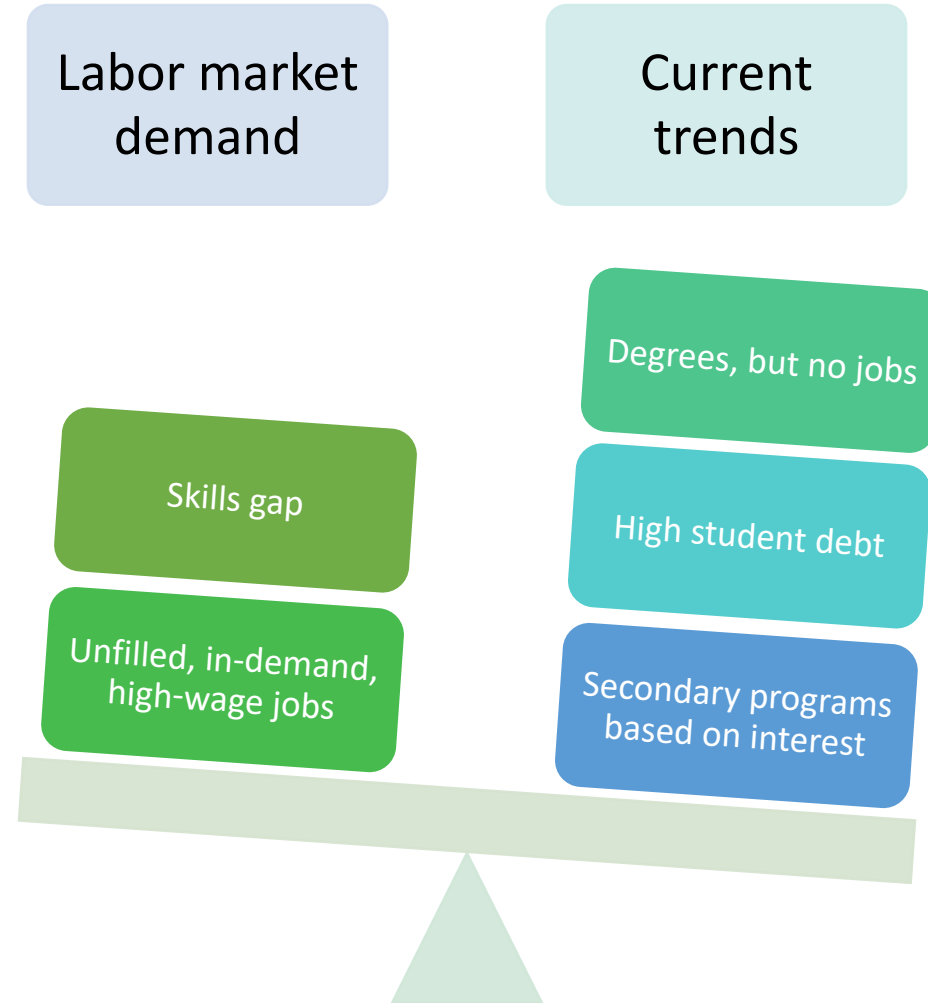 Labor market
demand
Current
trends
Degrees, but no jobs
Skills gap
High student debt
Unfilled, in-demand,
high-wage jobs
Secondary programs
based on interest